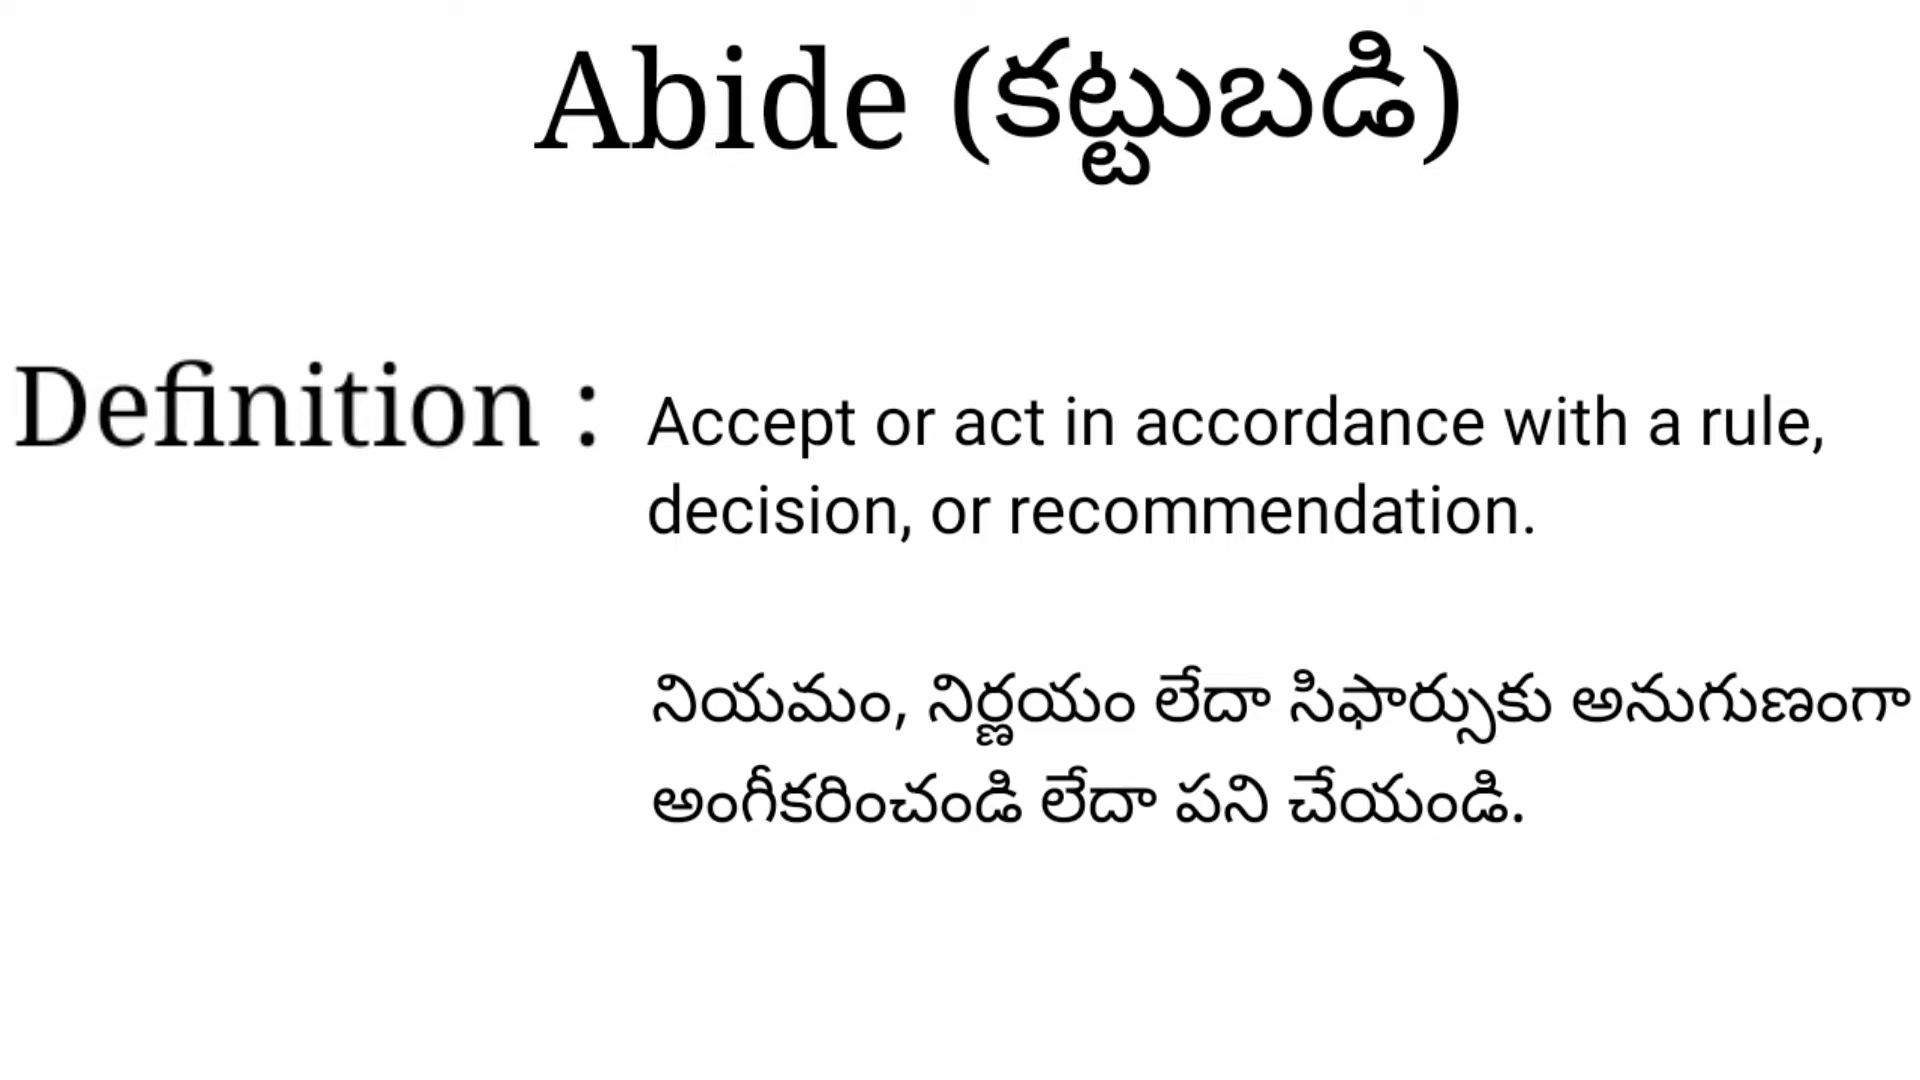 Abide (కట్టుబడి)
Definition : Accept or act in accordance with a rule,
decision, or recommendation.
నియమం, నిర్ణయం లేదా సిఫార్సుకు అనుగుణంగా
అంగీకరించండి లేదా పని చేయండి.